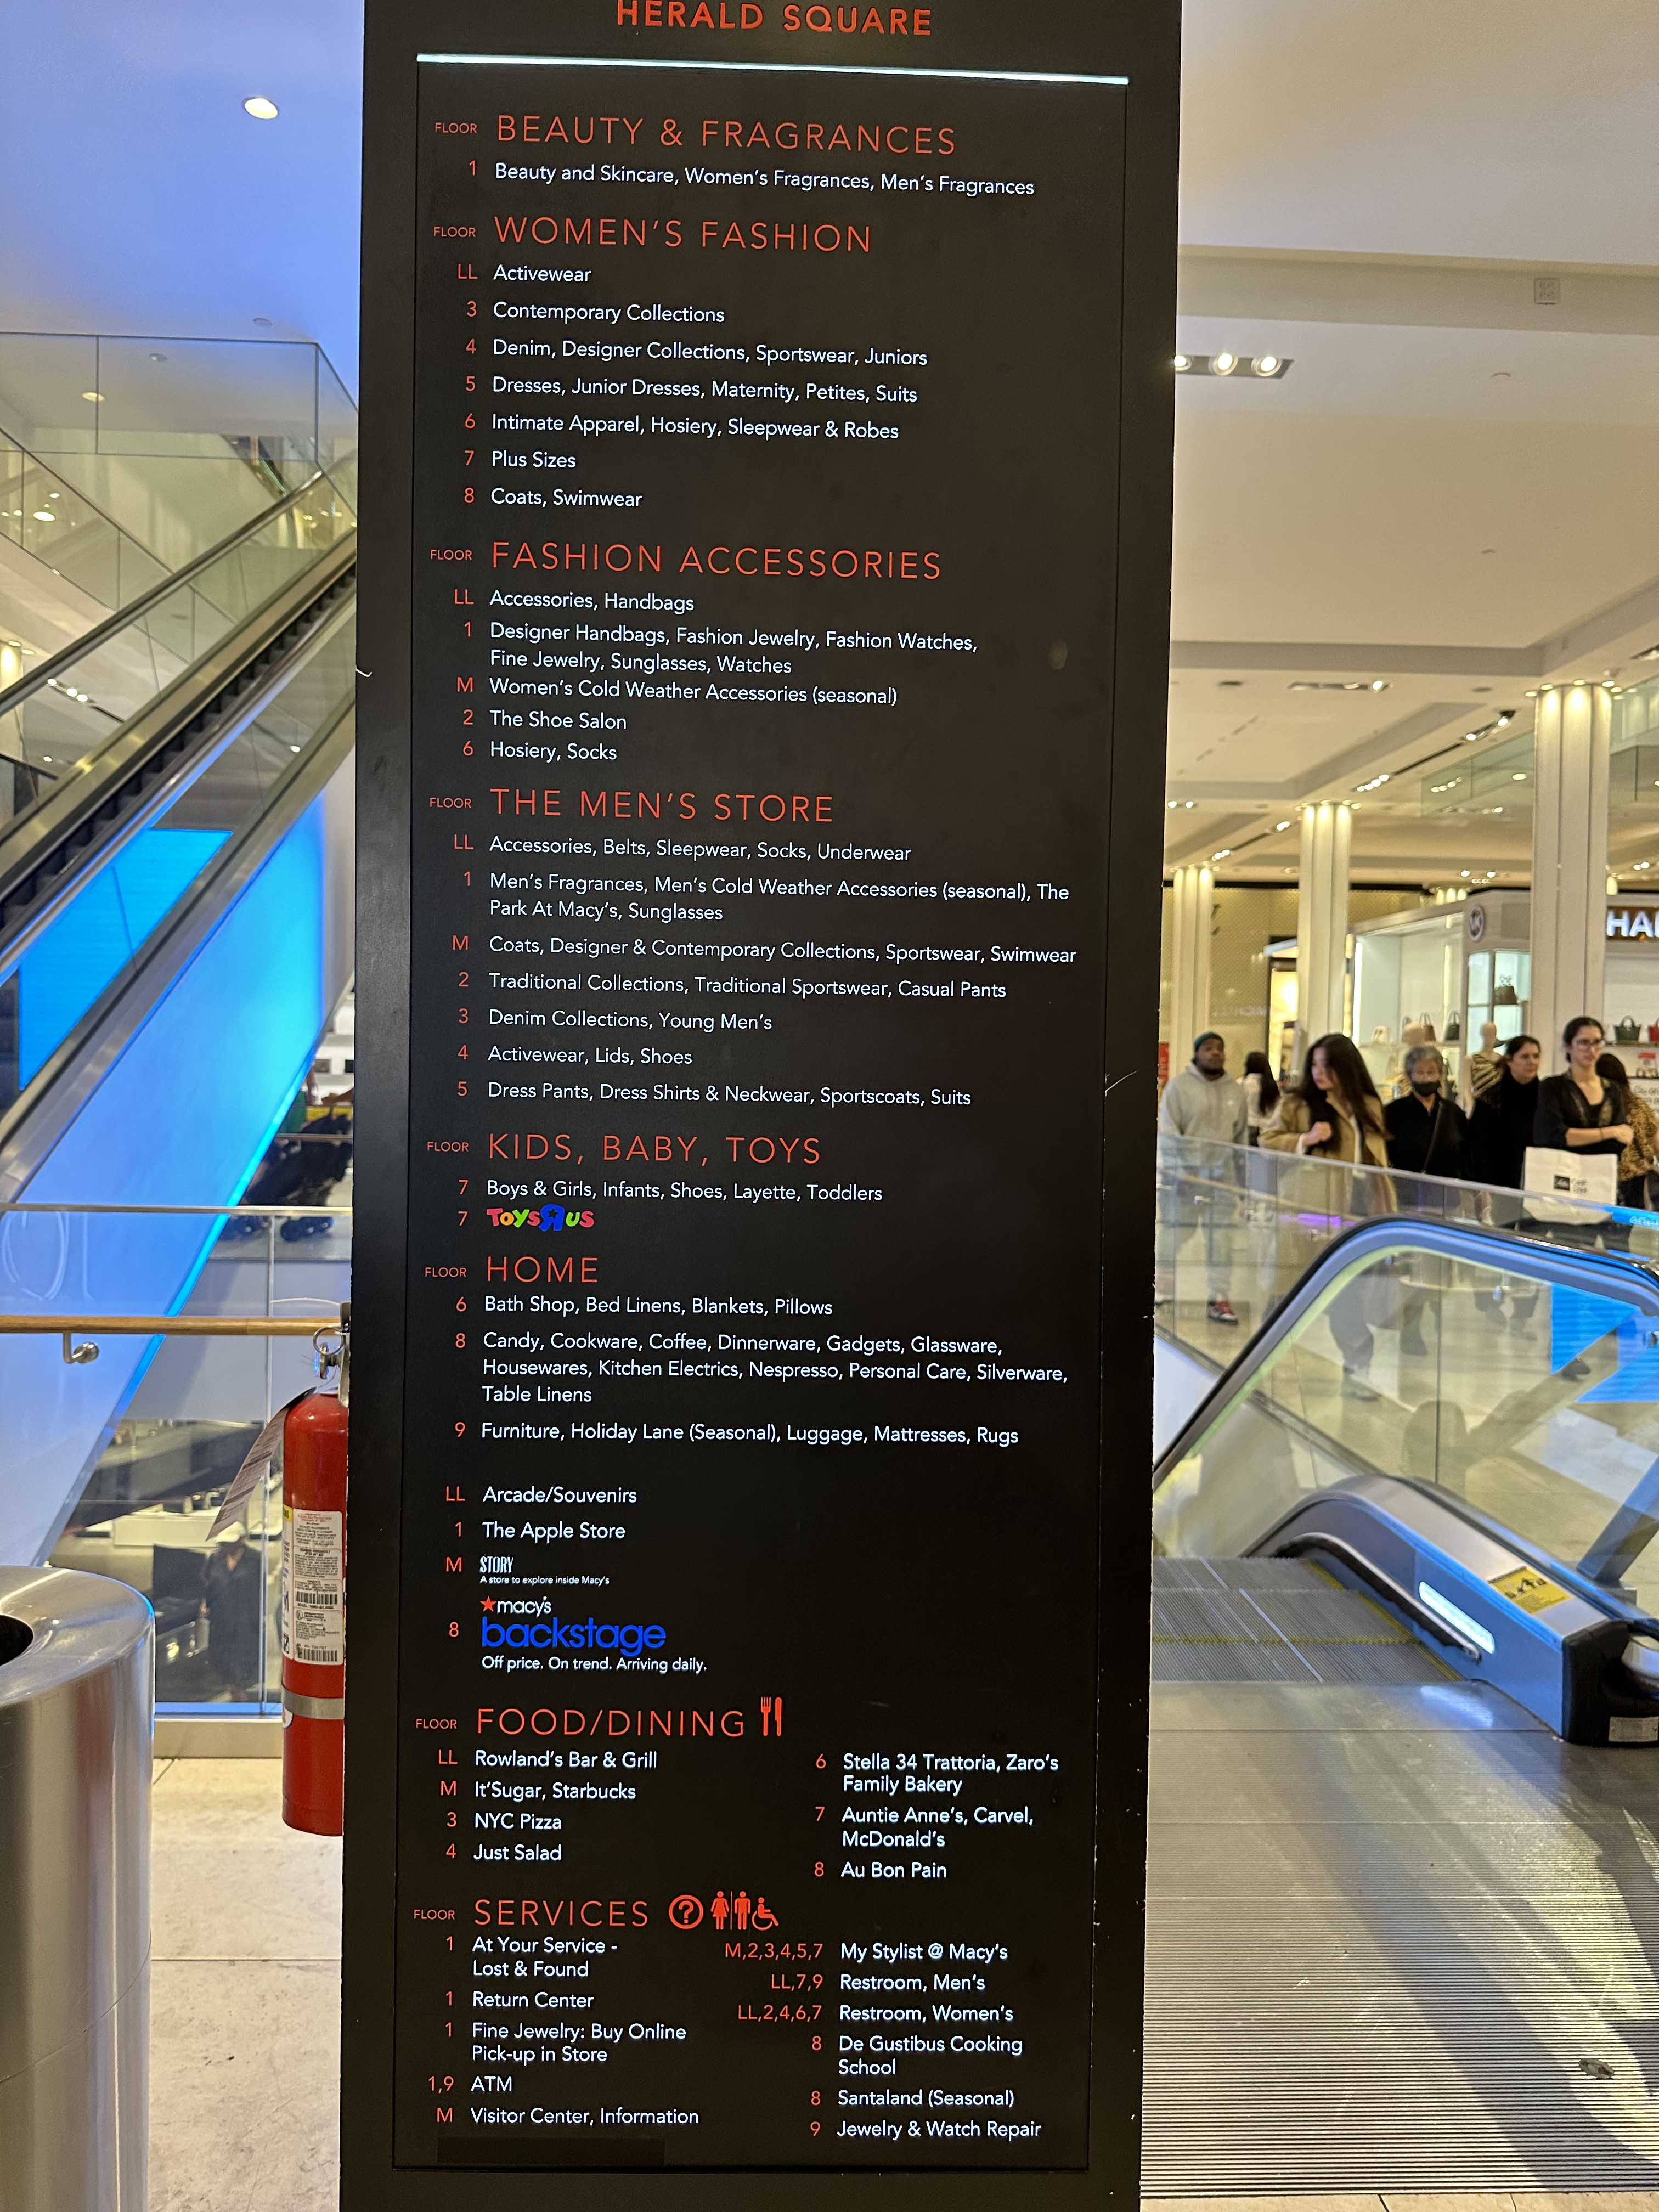 HERALD SQUARE
FLOOR BEAUTY & FRAGRANCES
1 Beauty and Skincare, Women's Fragrances, Men's Fragrances
FLOOR WOMEN'S FASHION
LL Activewear
3 Contemporary Collections
4 Denim, Designer Collections, Sportswear, Juniors
5 Dresses, Junior Dresses, Maternity, Petites, Suits
6 Intimate Apparel, Hosiery, Sleepwear & Robes
7 Plus Sizes
8 Coats, Swimwear
FLOOR FASHION ACCESSORIES
LL Accessories, Handbags
1 Designer Handbags, Fashion Jewelry, Fashion Watches,
Fine Jewelry, Sunglasses, Watches
M Women's Cold Weather Accessories (seasonal)
2 The Shoe Salon
6 Hosiery, Socks
FLOOR THE MEN'S STORE
LL Accessories, Belts, Sleepwear, Socks, Underwear
1 Men's Fragrances, Men's Cold Weather Accessories (seasonal), The
Park At Macy's, Sunglasses
M Coats, Designer & Contemporary Collections, Sportswear, Swimwear
2 Traditional Collections, Traditional Sportswear, Casual Pants
3 Denim Collections, Young Men's
4 Activewear, Lids, Shoes
5 Dress Pants, Dress Shirts & Neckwear, Sportscoats, Suits
FLOOR KIDS, BABY, TOYS
7 Boys & Girls, Infants, Shoes, Layette, Toddlers
7 ToysRus
FLOOR HOME
6 Bath Shop, Bed Linens, Blankets, Pillows
8 Candy, Cookware, Coffee, Dinnerware, Gadgets, Glassware,
Housewares, Kitchen Electrics, Nespresso, Personal Care, Silverware,
Table Linens
9 Furniture, Holiday Lane (Seasonal), Luggage, Mattresses, Rugs
LL Arcade/Souvenirs
1 The Apple Store
M STORY
A store to explore inside Macy's
macy's
8 backstage
Off price. On trend. Arriving daily.
FLOOR FOOD/DINING
LL Rowland's Bar & Grill
M It'Sugar, Starbucks
3 NYC Pizza
4 Just Salad
6 Stella 34 Trattoria, Zaro's
Family Bakery
7 Auntie Anne's, Carvel,
McDonald's
8 Au Bon Pain
FLOOR SERVICES ?
1 At Your Service -
Lost & Found
1 Return Center
1 Fine Jewelry: Buy Online
Pick-up in Store
1,9 ATM
M Visitor Center, Information
M,2,3,4,5,7 My Stylist @ Macy's
LL,7,9 Restroom, Men's
LL,2,4,6,7 Restroom, Women's
8 De Gustibus Cooking
School
8 Santaland (Seasonal)
9 Jewelry & Watch Repair
HA